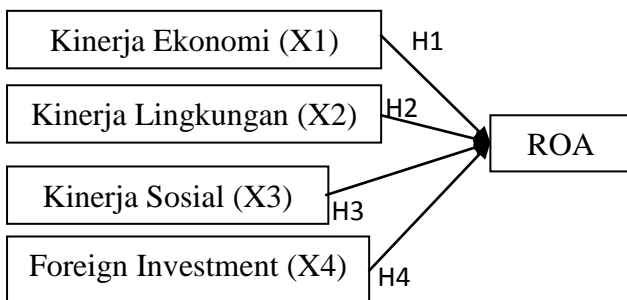 Kinerja Ekonomi (X1)
H1
Kinerja Lingkungan (X2)
H2
ROA
Kinerja Sosial (X3)
H3
Foreign Investment (X4)
H4